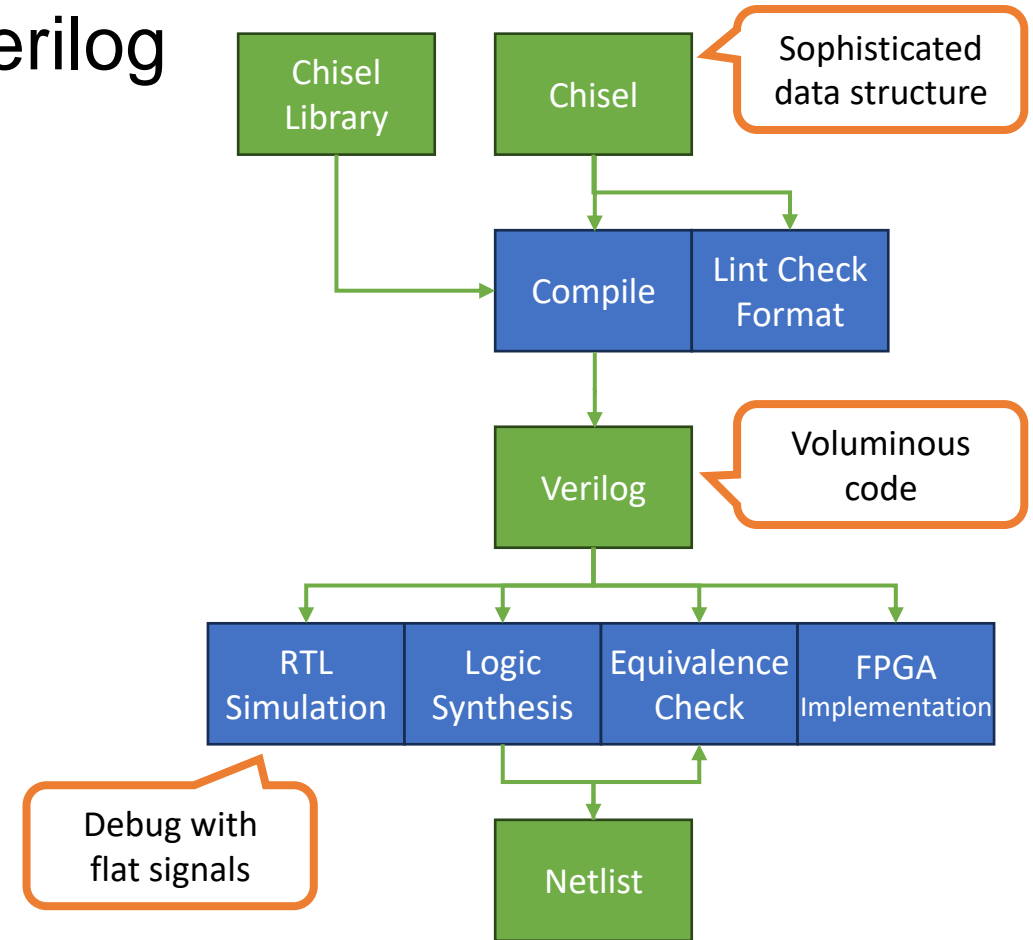 erilog
Chisel
Library
Chisel
Sophisticated
data structure
Compile
Lint Check
Format
Verilog
Voluminous
code
RTL
Simulation
Logic
Synthesis
Equivalence
Check
FPGA
Implementation
Debug with
flat signals
Netlist